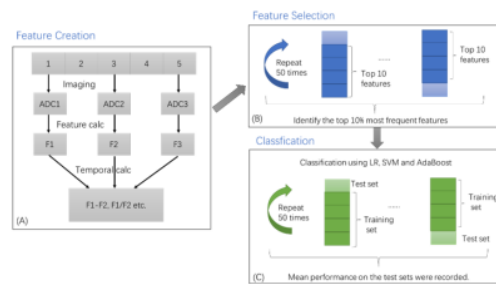 Feature Creation
1 2 3 4 5
Imaging
ADC1 ADC2 ADC3
Feature calc
F1 F2 F3
Temporal calc
F1-F2, F1/F2 etc.
(A)
Feature Selection
Repeat
50 times
Top 10
features
......
Top 10
features
Identify the top 10% most frequent features
(B)
Classfication
Classification using LR, SVM and AdaBoost
Repeat
50 times
Test set
Training
set
......
Training
set
Test set
(C) Mean performance on the test sets were recorded.